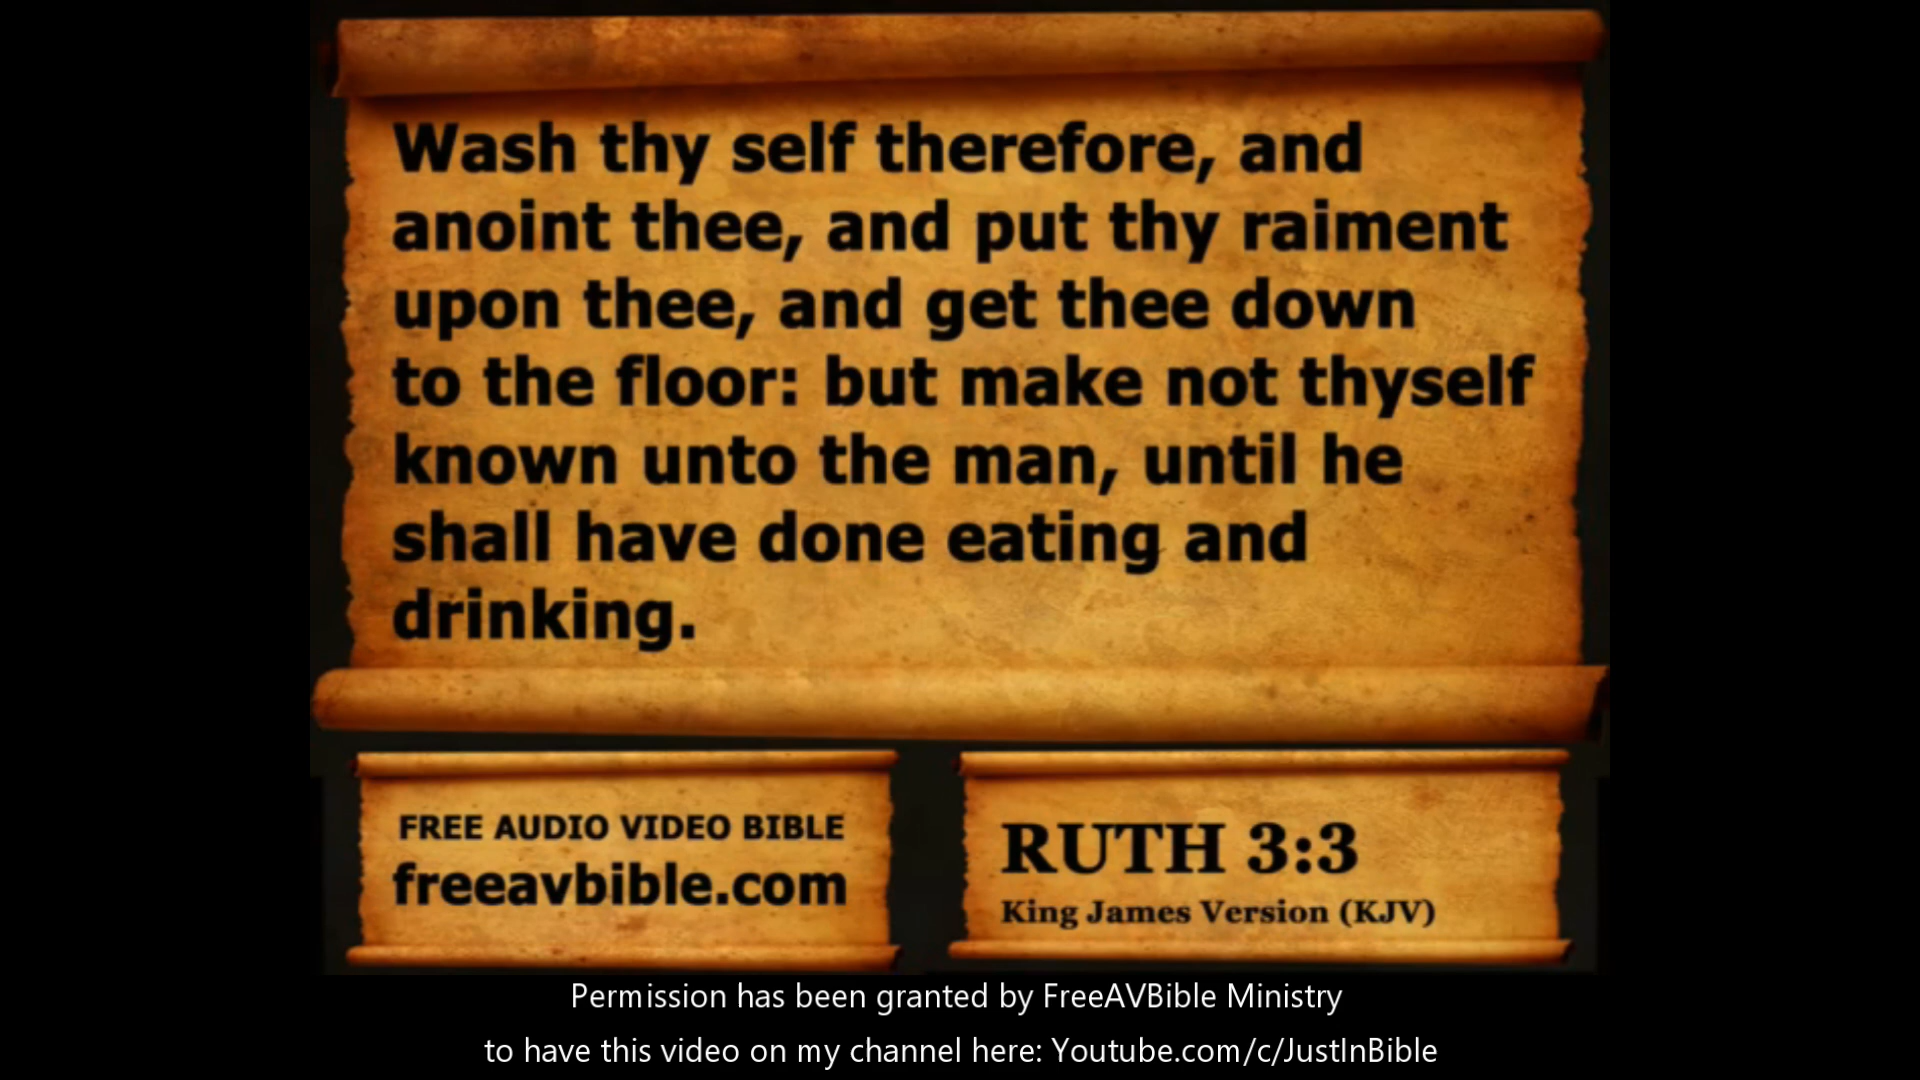 Wash thy self therefore, and
anoint thee, and put thy raiment
upon thee, and get thee down
to the floor: but make not thyself
known unto the man, until he
shall have done eating and
drinking.
FREE AUDIO VIDEO BIBLE
freeavbible.com
RUTH 3:3
King James Version (KJV)
Permission has been granted by FreeAVBible Ministry
to have this video on my channel here: Youtube.com/c/JustInBible